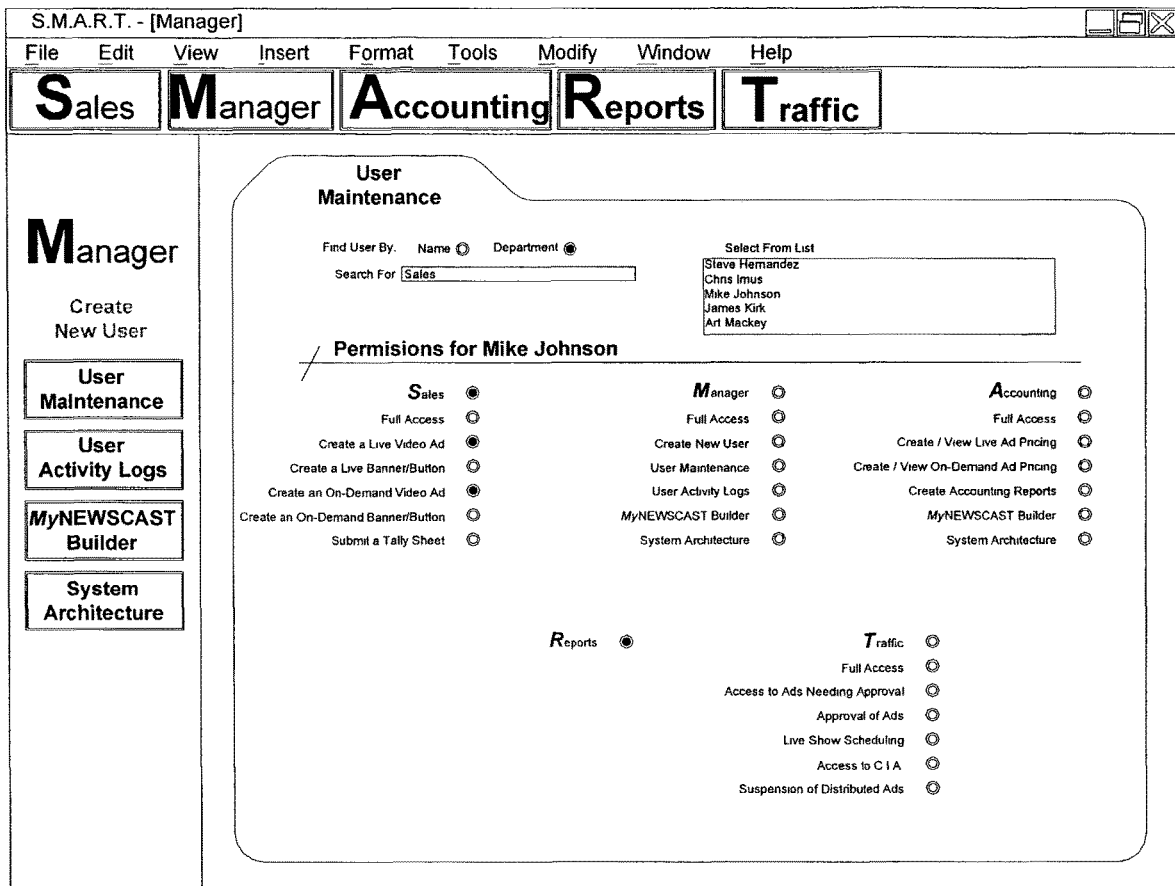 S.M.A.R.T. - [Manager]
File Edit View Insert Format Tools Modify Window Help
Sales Manager Accounting Reports Traffic
Manager
Create
New User
User
Maintenance
User
Activity Logs
MyNEWSCAST
Builder
System
Architecture
User
Maintenance
Find User By. Name Department
Search For Sales
Select From List
Steve Hernandez
Chris Imus
Mike Johnson
James Kirk
Art Mackey
Permisions for Mike Johnson
Sales
Full Access
Create a Live Video Ad
Create a Live Banner/Button
Create an On-Demand Video Ad
Create an On-Demand Banner/Button
Submit a Tally Sheet
Manager
Full Access
Create New User
User Maintenance
User Activity Logs
MyNEWSCAST Builder
System Architecture
Accounting
Full Access
Create / View Live Ad Pricing
Create / View On-Demand Ad Pricing
Create Accounting Reports
MyNEWSCAST Builder
System Architecture
Reports
Traffic
Full Access
Access to Ads Needing Approval
Approval of Ads
Live Show Scheduling
Access to C I A
Suspension of Distributed Ads